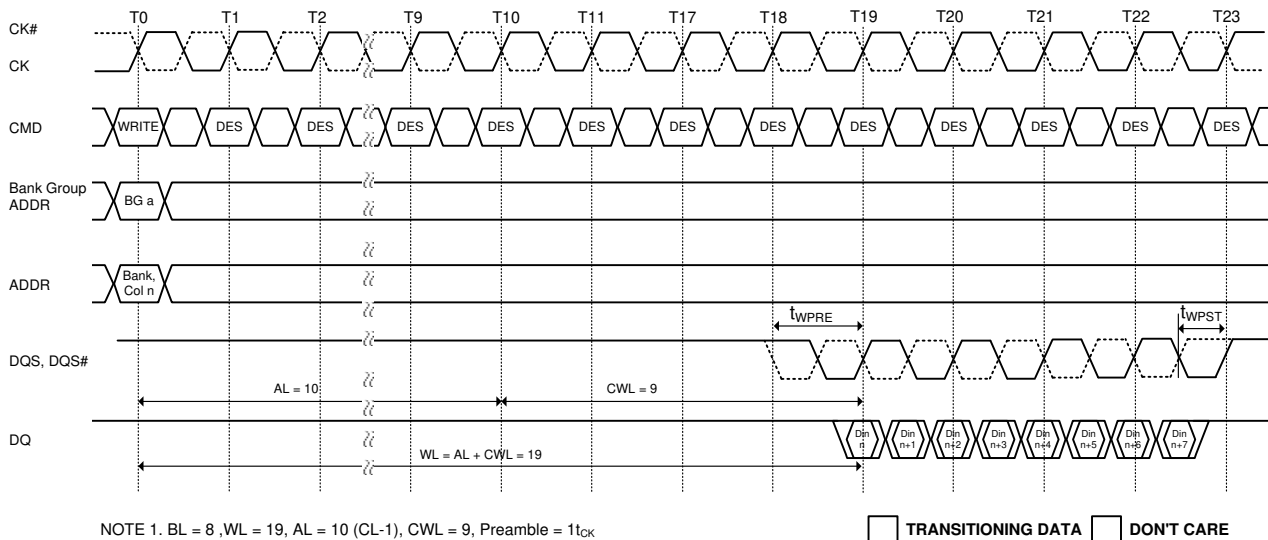 T0 T1 T2 T9 T10 T11 T17 T18 T19 T20 T21 T22 T23
CK#
CK
CMD WRITE DES DES DES DES DES DES DES DES DES DES DES DES
Bank Group
ADDR
BG a
ADDR
Bank,
Col n
tWPRE tWPST
DQS, DQS#
AL = 10 CWL = 9
DQ
Din n Din n+1 Din n+2 Din n+3 Din n+4 Din n+5 Din n+6 Din n+7
WL = AL + CWL = 19
NOTE 1. BL = 8 ,WL = 19, AL = 10 (CL-1), CWL = 9, Preamble = 1tCK
TRANSITIONING DATA DON'T CARE